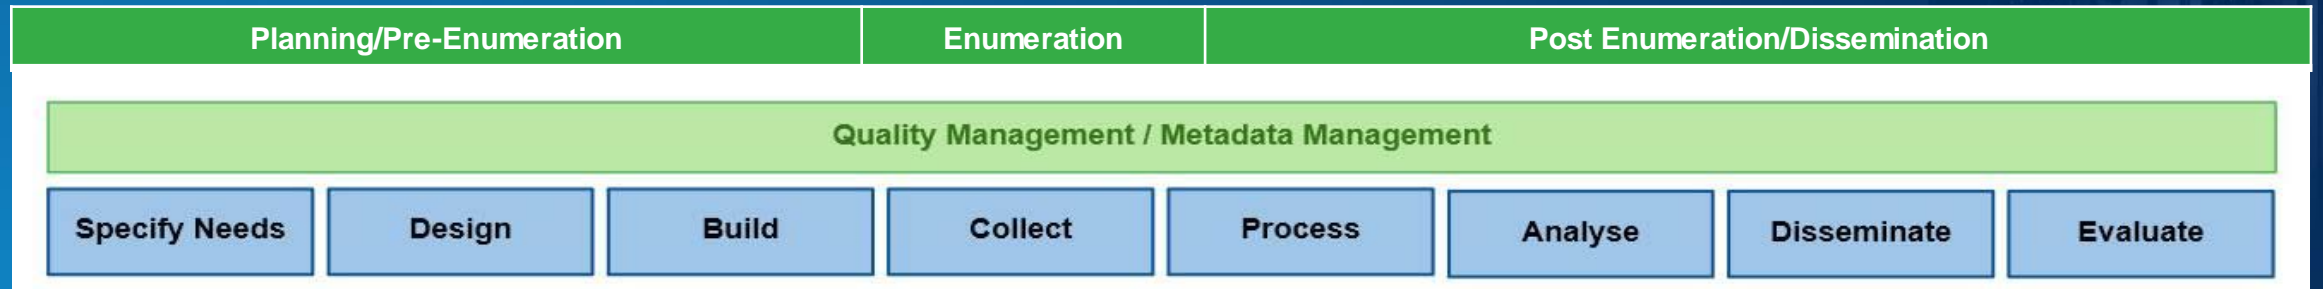 Planning/Pre-Enumeration
Enumeration
Post Enumeration/Dissemination
Quality Management / Metadata Management
Specify Needs
Design
Build
Collect
Process
Analyse
Disseminate
Evaluate